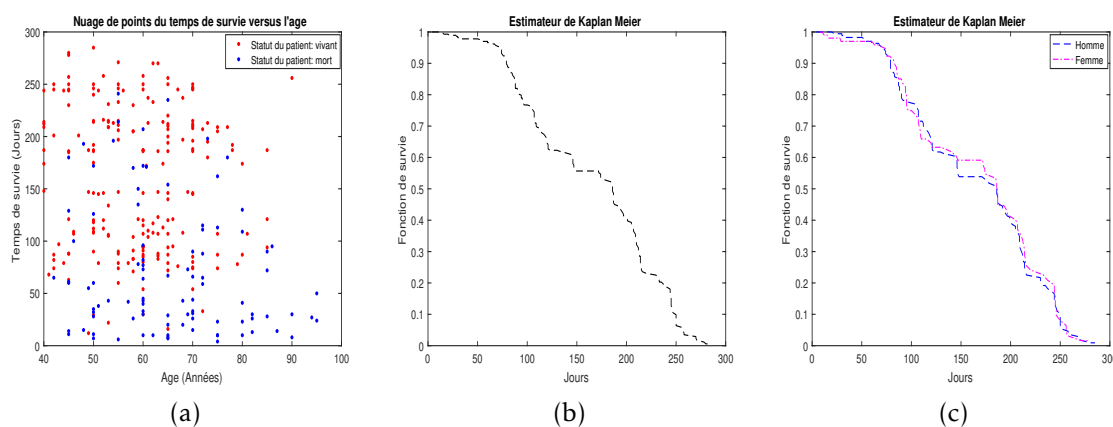 Nuage de points du temps de survie versus l'age
Statut du patient: vivant
Statut du patient: mort
Temps de survie (Jours)
300
250
200
150
100
50
0
40 50 60 70 80 90 100
Age (Années)
(a)
Estimateur de Kaplan Meier
Fonction de survie
1
0.9
0.8
0.7
0.6
0.5
0.4
0.3
0.2
0.1
0
0 50 100 150 200 250 300
Jours
(b)
Estimateur de Kaplan Meier
Homme
Femme
Fonction de survie
1
0.9
0.8
0.7
0.6
0.5
0.4
0.3
0.2
0.1
0
0 50 100 150 200 250 30
Jours
(c)